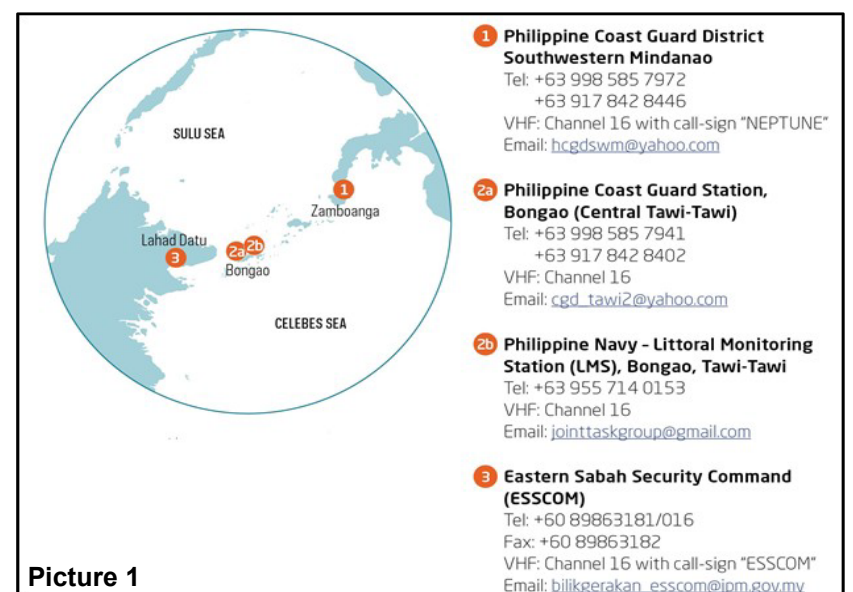 SULU SEA
1
Zamboanga
Lahad Datu
3
2a
2b
Bongao
CELEBES SEA
Picture 1
1 Philippine Coast Guard District
Southwestern Mindanao
Tel: +63 998 585 7972
+63 917 842 8446
VHF: Channel 16 with call-sign "NEPTUNE"
Email: hcgdswm@yahoo.com
2a Philippine Coast Guard Station,
Bongao (Central Tawi-Tawi)
Tel: +63 998 585 7941
+63 917 842 8402
VHF: Channel 16
Email: cgd_tawi2@yahoo.com
2b Philippine Navy - Littoral Monitoring
Station (LMS), Bongao, Tawi-Tawi
Tel: +63 955 714 0153
VHF: Channel 16
Email: jointtaskgroup@gmail.com
3 Eastern Sabah Security Command
(ESSCOM)
Tel: +60 89863181/016
Fax: +60 89863182
VHF: Channel 16 with call-sign "ESSCOM"
Email: bilikgerakan_esscom@jpm.gov.my